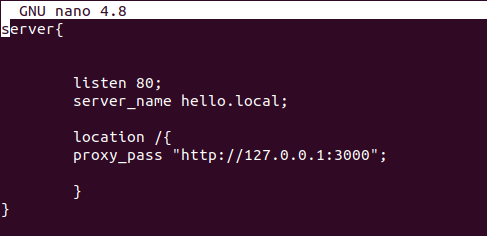 GNU nano 4.8
server{
listen 80;
server_name hello.local;
location /{
proxy_pass "http://127.0.0.1:3000";
}
}